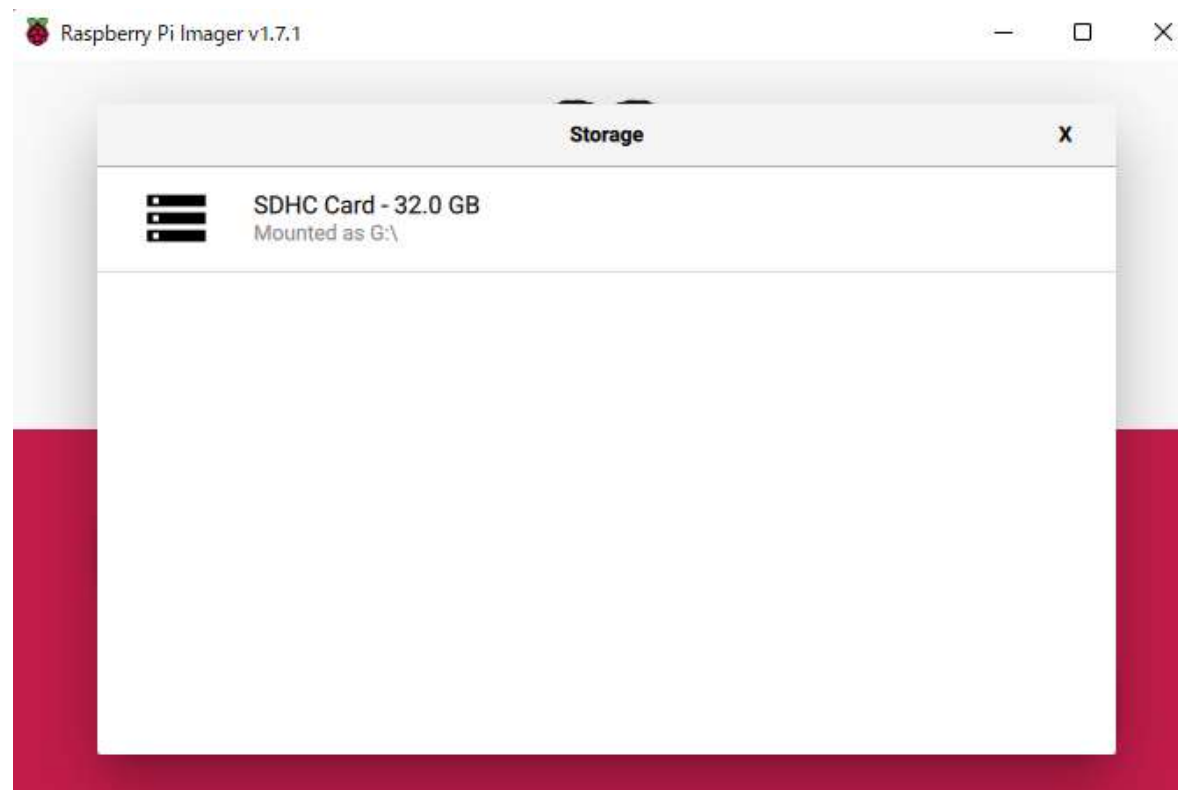 Raspberry Pi Imager v1.7.1
Storage
X
SDHC Card - 32.0 GB
Mounted as G:\